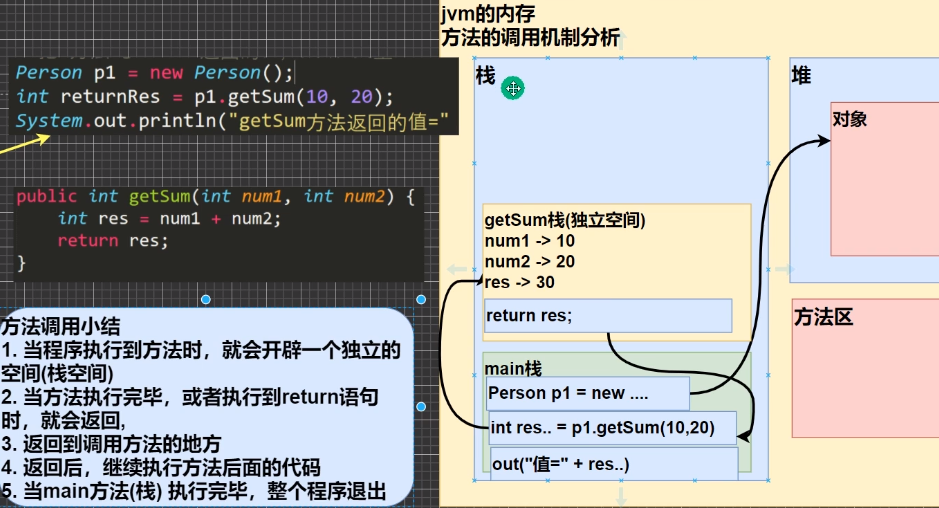 Person p1 = new Person();
int returnRes = p1.getSum(10, 20);
System.out.println("getSum方法返回的值="
public int getSum(int num1, int num2) {
int res = num1 + num2;
return res;
}
方法调用小结
1. 当程序执行到方法时，就会开辟一个独立的
空间(栈空间)
2. 当方法执行完毕，或者执行到return语句
时，就会返回,
3. 返回到调用方法的地方
4. 返回后，继续执行方法后面的代码
5. 当main方法(栈) 执行完毕，整个程序退出
jvm的内存
方法的调用机制分析
栈
getSum栈(独立空间)
num1 -> 10
num2 -> 20
res -> 30
return res;
main栈
Person p1 = new ....
int res.. = p1.getSum(10,20)
out("值=" + res..)
堆
对象
方法区